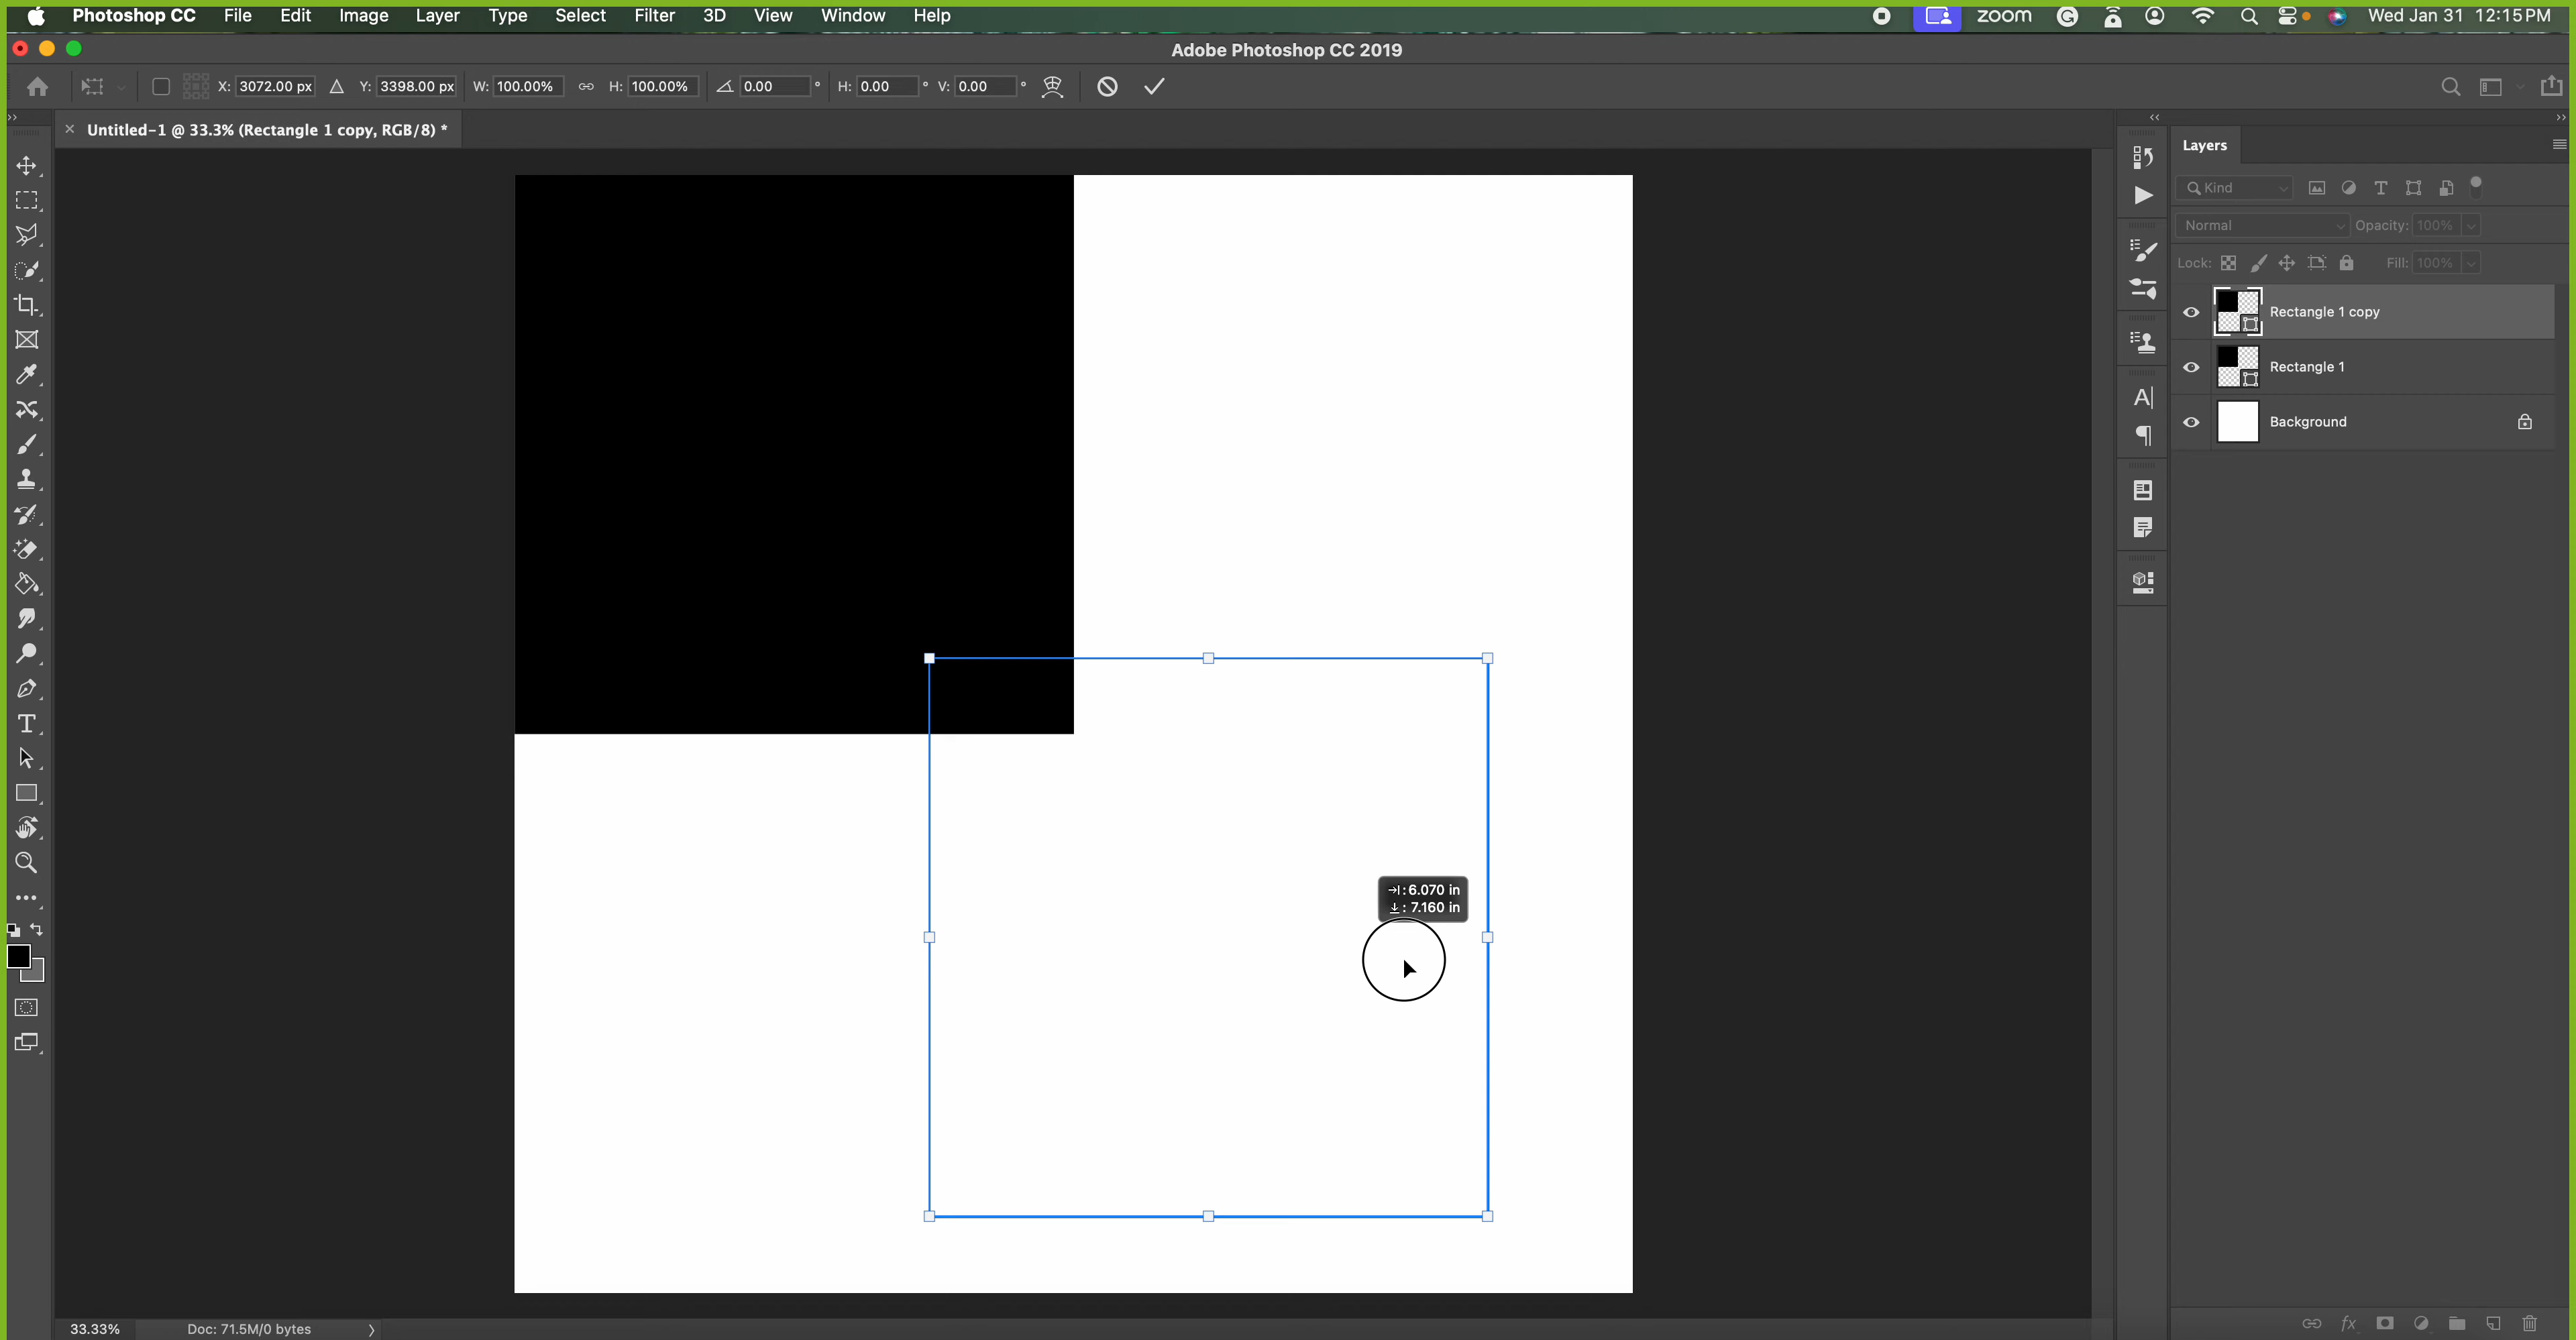 Photoshop CC File Edit Image Layer Type Select Filter 3D View Window Help zoom Wed Jan 31 12:15 PM
Adobe Photoshop CC 2019
X: 3072.00 px Y: 3398.00 px W: 100.00% H: 100.00% 0.00 ° H: 0.00 ° V: 0.00 °
× Untitled-1 @ 33.3% (Rectangle 1 copy, RGB/8) *
Layers
Kind
Normal Opacity: 100%
Lock: Fill: 100%
Rectangle 1 copy
Rectangle 1
Background
: 6.070 in
: 7.160 in
33.33% Doc: 71.5M/0 bytes